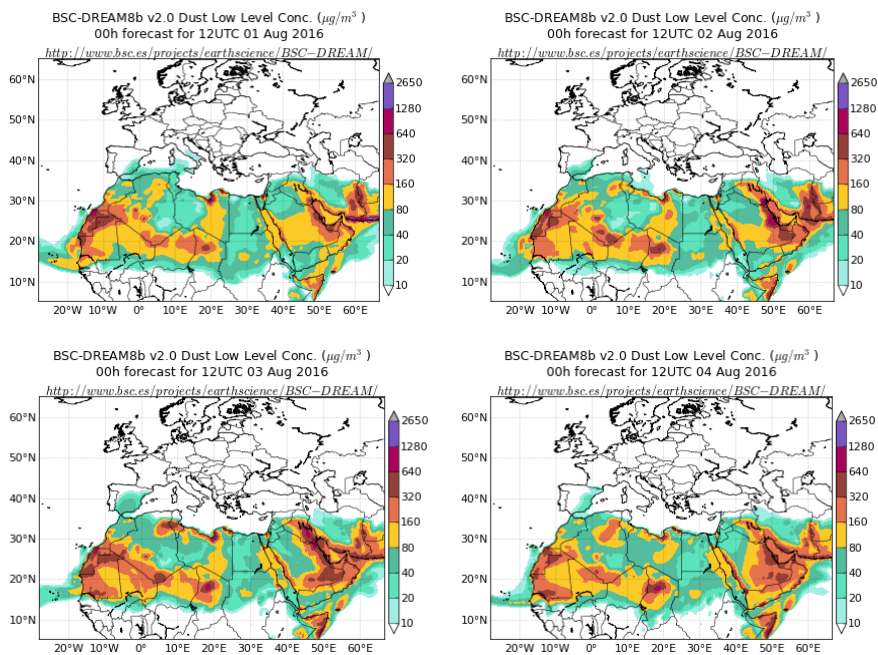 BSC-DREAM8b v2.0 Dust Low Level Conc. (μg/m³ )
00h forecast for 12UTC 01 Aug 2016
http://www.bsc.es/projects/earthscience/BSC-DREAM/
60°N
50°N
40°N
30°N
20°N
10°N
20°W 10°W 0° 10°E 20°E 30°E 40°E 50°E 60°E
2650
1280
640
320
160
80
40
20
10
BSC-DREAM8b v2.0 Dust Low Level Conc. (μg/m³ )
00h forecast for 12UTC 02 Aug 2016
http://www.bsc.es/projects/earthscience/BSC-DREAM/
60°N
50°N
40°N
30°N
20°N
10°N
20°W 10°W 0° 10°E 20°E 30°E 40°E 50°E 60°E
2650
1280
640
320
160
80
40
20
10
BSC-DREAM8b v2.0 Dust Low Level Conc. (μg/m³ )
00h forecast for 12UTC 03 Aug 2016
http://www.bsc.es/projects/earthscience/BSC-DREAM/
60°N
50°N
40°N
30°N
20°N
10°N
20°W 10°W 0° 10°E 20°E 30°E 40°E 50°E 60°E
2650
1280
640
320
160
80
40
20
10
BSC-DREAM8b v2.0 Dust Low Level Conc. (μg/m³ )
00h forecast for 12UTC 04 Aug 2016
http://www.bsc.es/projects/earthscience/BSC-DREAM/
60°N
50°N
40°N
30°N
20°N
10°N
20°W 10°W 0° 10°E 20°E 30°E 40°E 50°E 60°E
2650
1280
640
320
160
80
40
20
10